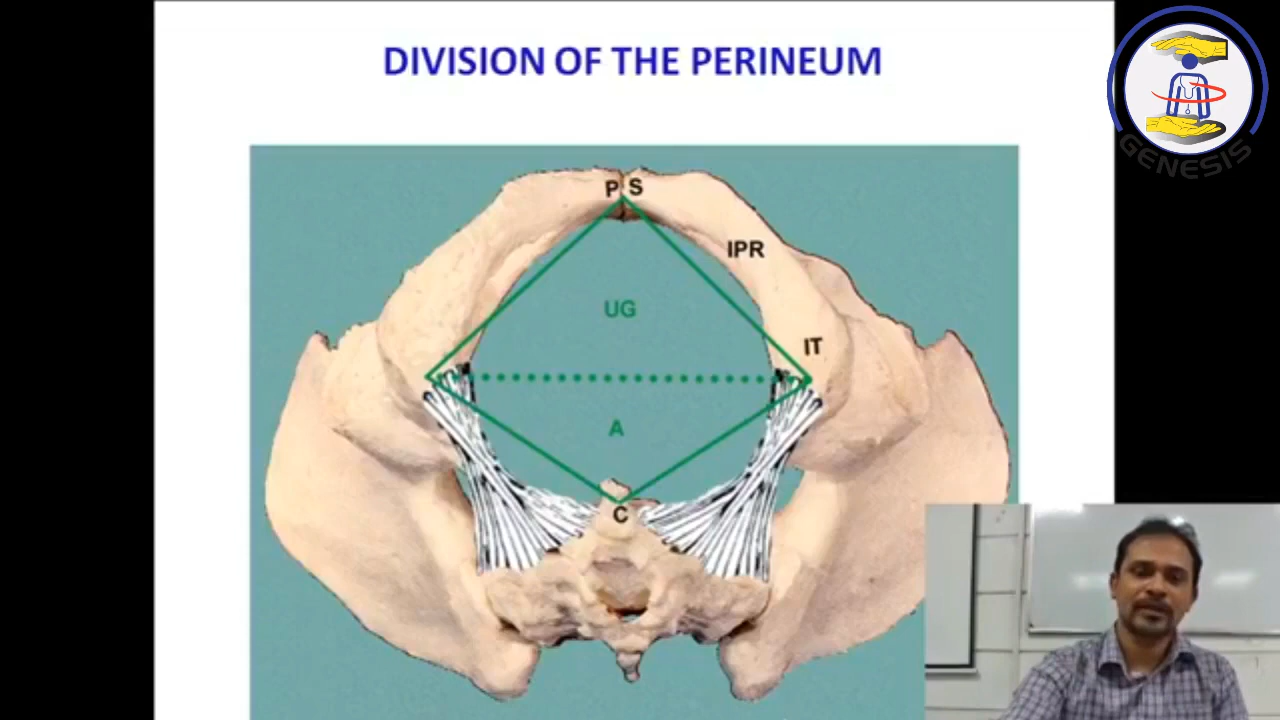 DIVISION OF THE PERINEUM
GENESIS
P S
IPR
UG
IT
A
C